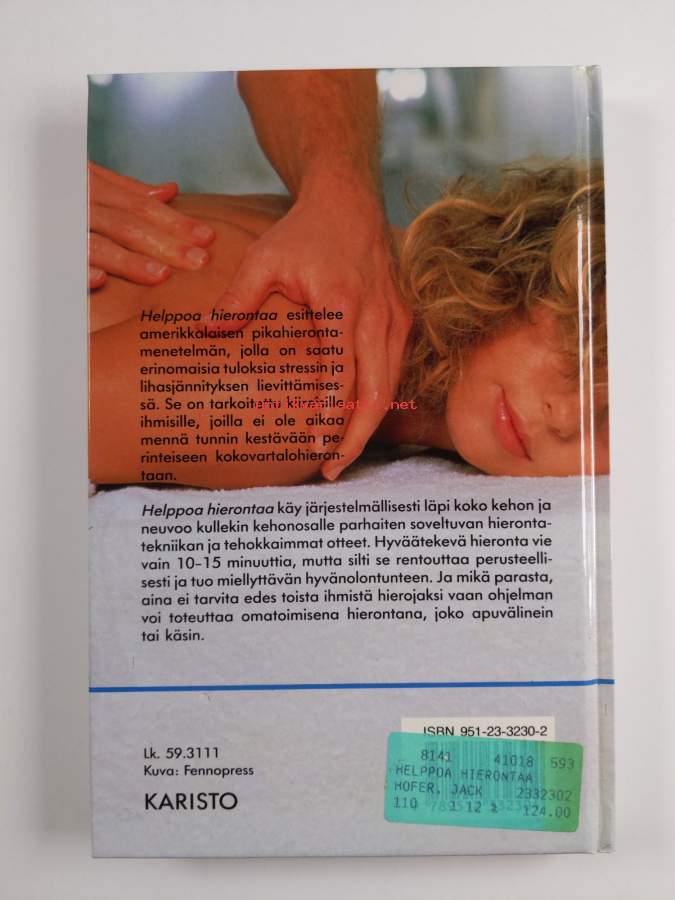 Helppoa hierontaa esittelee
amerikkalaisen pikahieronta-
menetelmän, jolla on saatu
erinomaisia tuloksia stressin ja
lihasjännityksen lievittämises-
sä. Se on tarkoitettu kiireisille
ihmisille, joilla ei ole aikaa
mennä tunnin kestävään pe-
rinteiseen kokovartalohieron-
taan.
Helppoa hierontaa käy järjestelmällisesti läpi koko kehon ja
neuvoo kullekin kehonosalle parhaiten soveltuvan hieronta-
tekniikan ja tehokkaimmat otteet. Hyväätekevä hieronta vie
vain 10–15 minuuttia, mutta silti se rentouttaa perusteelli-
sesti ja tuo miellyttävän hyvänolontunteen. Ja mikä parasta,
aina ei tarvita edes toista ihmistä hierojaksi vaan ohjelman
voi toteuttaa omatoimisena hierontana, joko apuvälinein
tai käsin.
ISBN 951-23-3230-2
Lk. 59.3111
Kuva: Fennopress
KARISTO
8141 41018 593
HELPPOA HIERONTAA
HOFER, JACK 2332302
110 1 12 124.00